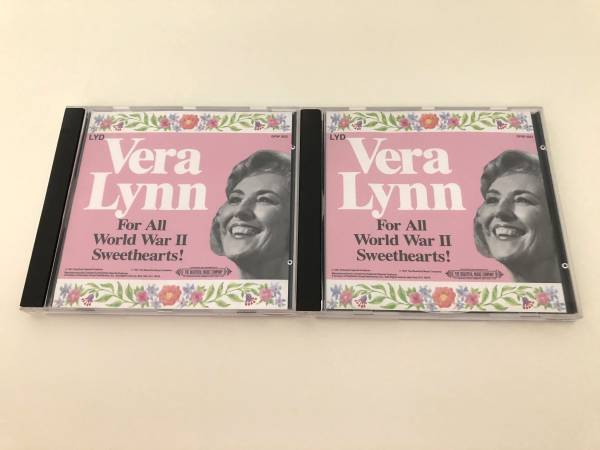 LYD
Vera
Lynn
For All
World War II
Sweethearts!
THE BEAUTIFUL MUSIC COMPANY
LYD
Vera
Lynn
For All
World War II
Sweethearts!
THE BEAUTIFUL MUSIC COMPANY